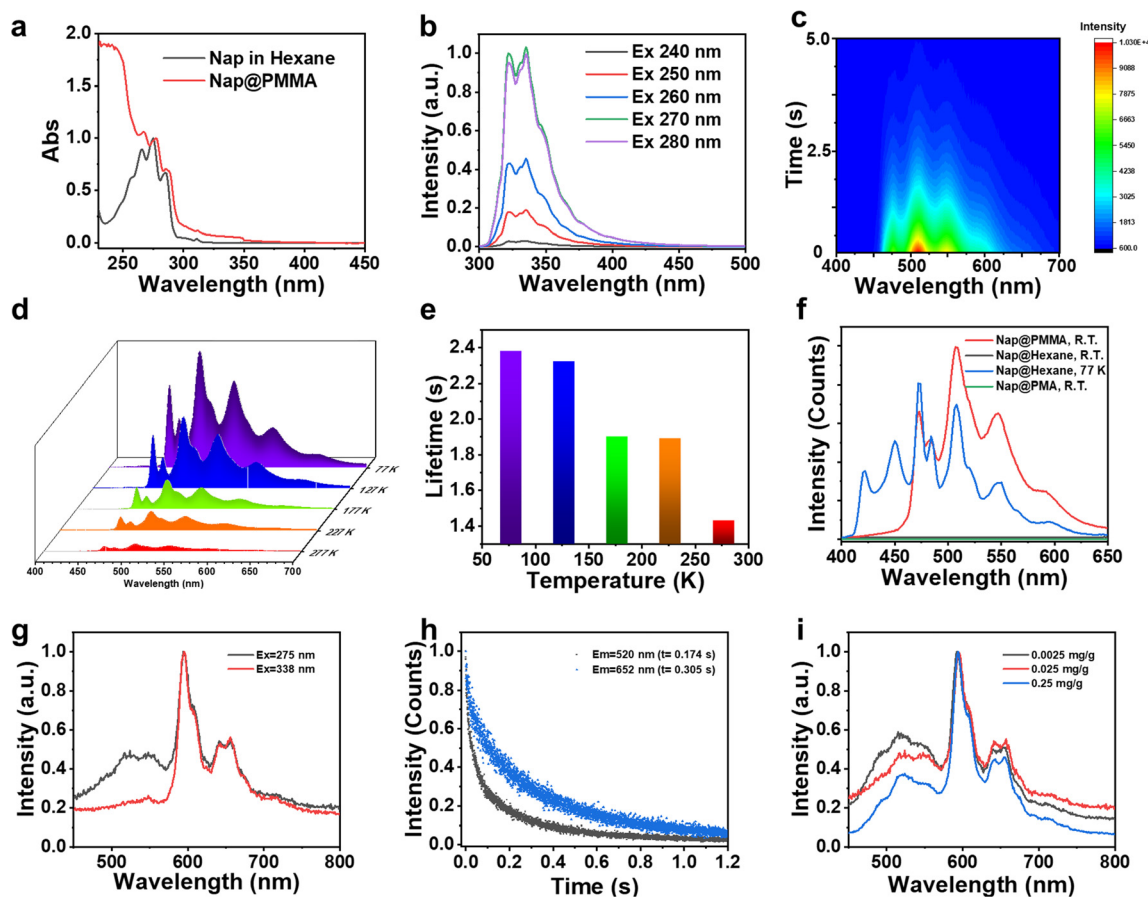 a
2.0
1.5
1.0
0.5
0.0
Abs
Nap in Hexane
Nap@PMMA
250
300
350
400
450
Wavelength (nm)
b
1.0
0.8
0.6
0.4
0.2
0.0
Intensity (a.u.)
Ex 240 nm
Ex 250 nm
Ex 260 nm
Ex 270 nm
Ex 280 nm
300
350
400
450
500
Wavelength (nm)
c
5.0
2.5
0
Time (s)
400
500
600
700
Wavelength (nm)
Intensity
1.030E+4
9088
7875
6663
5450
4238
3025
1813
600.0
d
77 K
127 K
177 K
227 K
277 K
400
450
500
550
600
650
700
Wavelength (nm)
e
2.4
2.2
2.0
1.8
1.6
1.4
Lifetime (s)
50
100
150
200
250
300
Temperature (K)
f
Intensity (Counts)
Nap@PMMA, R.T.
Nap@Hexane, R.T.
Nap@Hexane, 77 K
Nap@PMA, R.T.
400
450
500
550
600
650
Wavelength (nm)
g
1.0
0.8
0.6
0.4
0.2
0.0
Intensity (a.u.)
Ex=275 nm
Ex=338 nm
500
600
700
800
Wavelength (nm)
h
1.0
0.8
0.6
0.4
0.2
0.0
Intensity (Counts)
Em=520 nm (t= 0.174 s)
Em=652 nm (t= 0.305 s)
0.0
0.2
0.4
0.6
0.8
1.0
1.2
Time (s)
i
1.0
0.8
0.6
0.4
0.2
0.0
Intensity (a.u.)
0.0025 mg/g
0.025 mg/g
0.25 mg/g
500
600
700
800
Wavelength (nm)